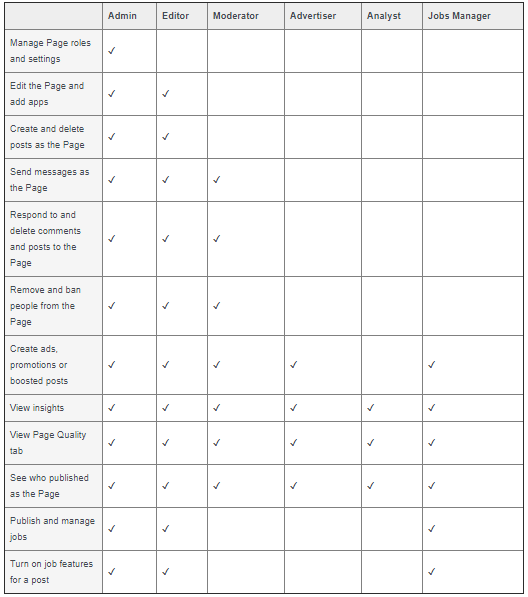 Admin Editor Moderator Advertiser Analyst Jobs Manager
Manage Page roles
and settings ✓
Edit the Page and
add apps ✓ ✓
Create and delete
posts as the Page ✓ ✓
Send messages as
the Page ✓ ✓ ✓
Respond to and
delete comments
and posts to the
Page ✓ ✓ ✓
Remove and ban
people from the
Page ✓ ✓ ✓
Create ads,
promotions or
boosted posts ✓ ✓ ✓ ✓ ✓
View insights ✓ ✓ ✓ ✓ ✓ ✓
View Page Quality
tab ✓ ✓ ✓ ✓ ✓ ✓
See who published
as the Page ✓ ✓ ✓ ✓ ✓ ✓
Publish and manage
jobs ✓ ✓ ✓
Turn on job features
for a post ✓ ✓ ✓